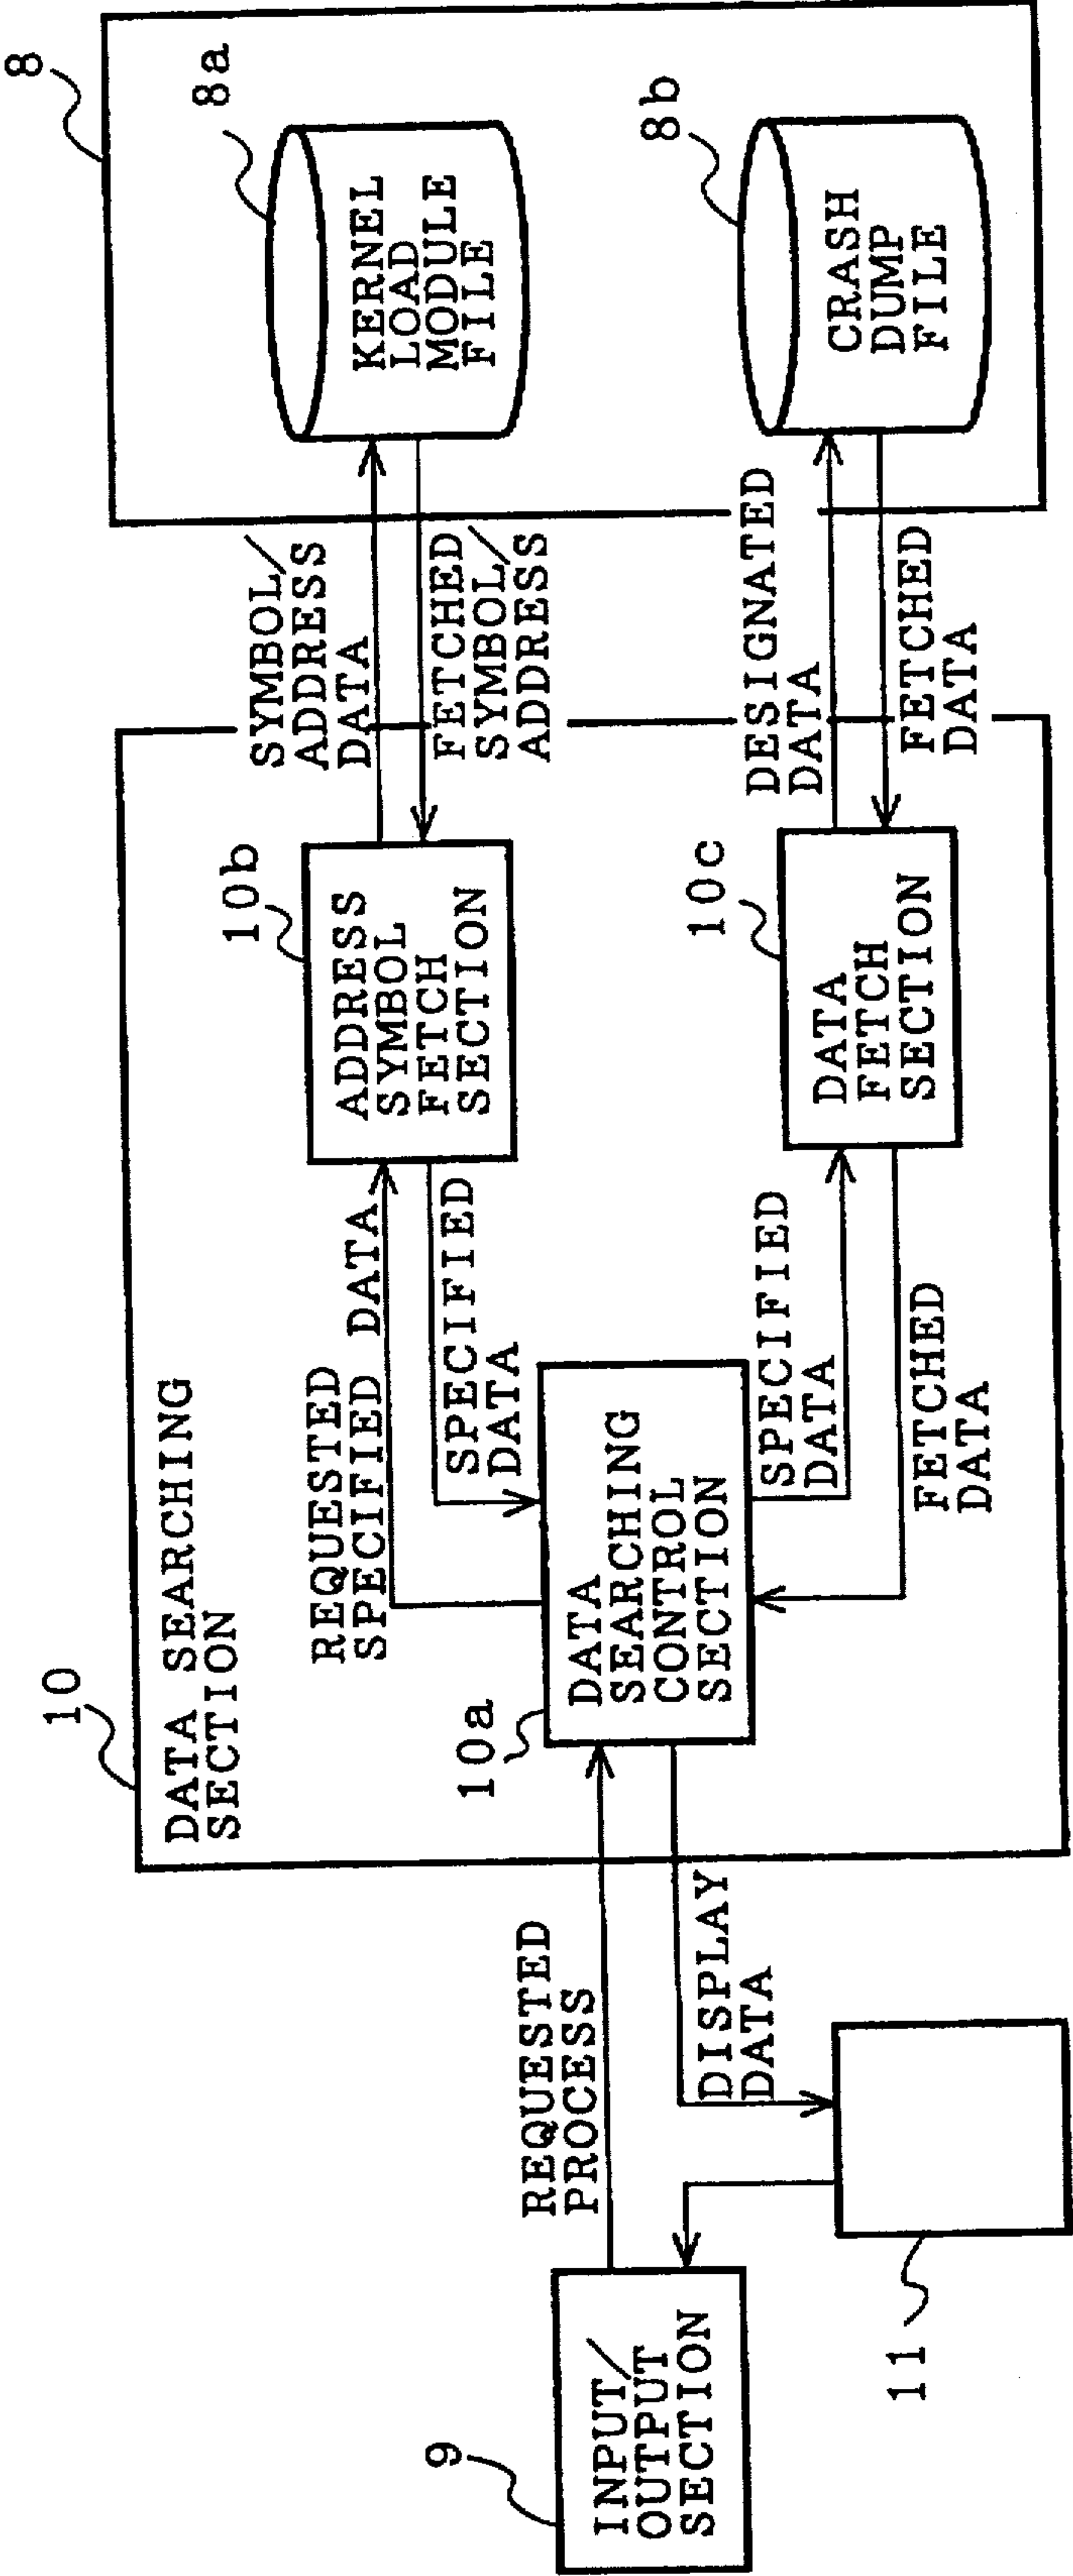 10
DATA SEARCHING
SECTION
8
8a
KERNEL
LOAD
MODULE
FILE
8b
CRASH
DUMP
FILE
SYMBOL/
ADDRESS
DATA
FETCHED
SYMBOL/
ADDRESS
DESIGNATED
DATA
FETCHED
DATA
10b
ADDRESS
SYMBOL
FETCH
SECTION
10c
DATA
FETCH
SECTION
REQUESTED
SPECIFIED DATA
SPECIFIED
DATA
10a
DATA
SEARCHING
CONTROL
SECTION
SPECIFIED
DATA
FETCHED
DATA
REQUESTED
PROCESS
DISPLAY
DATA
9
INPUT/
OUTPUT
SECTION
11